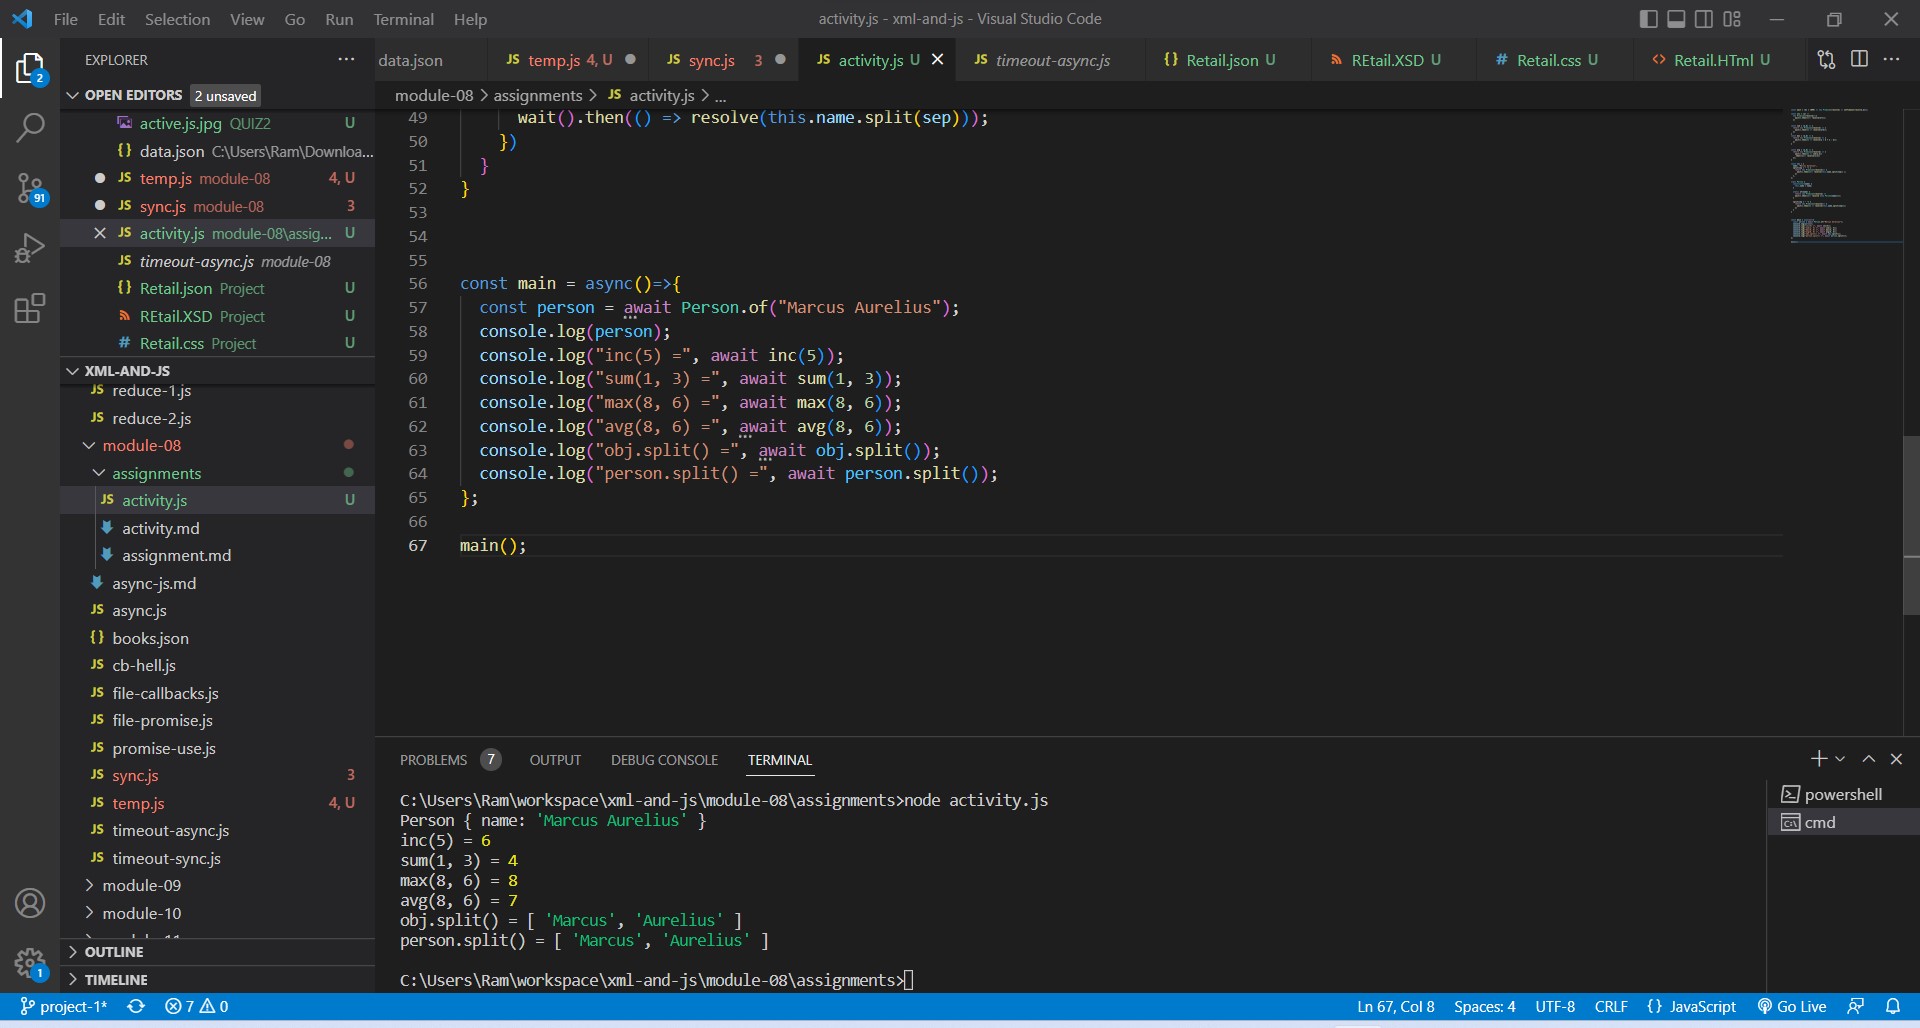 File Edit Selection View Go Run Terminal Help
activity.js - xml-and-js - Visual Studio Code
EXPLORER
OPEN EDITORS 2 unsaved
active.js.jpg QUIZ2 U
data.json C:\Users\Ram\Downloa...
temp.js module-08 4, U
sync.js module-08 3
activity.js module-08\assig... U
timeout-async.js module-08
Retail.json Project U
REtail.XSD Project U
Retail.css Project U
XML-AND-JS
reduce-1.js
reduce-2.js
module-08
assignments
activity.js U
activity.md
assignment.md
async-js.md
async.js
books.json
cb-hell.js
file-callbacks.js
file-promise.js
promise-use.js
sync.js 3
temp.js 4, U
timeout-async.js
timeout-sync.js
module-09
module-10
OUTLINE
TIMELINE
2
91
1
data.json
temp.js 4, U
sync.js 3
activity.js U
timeout-async.js
Retail.json U
REtail.XSD U
Retail.css U
Retail.HTml U
module-08 > assignments > JS activity.js > ...
49 wait().then(() => resolve(this.name.split(sep)));
50 })
51 }
52 }
53
54
55
56 const main = async()=>{
57 const person = await Person.of("Marcus Aurelius");
58 console.log(person);
59 console.log("inc(5) =", await inc(5));
60 console.log("sum(1, 3) =", await sum(1, 3));
61 console.log("max(8, 6) =", await max(8, 6));
62 console.log("avg(8, 6) =", await avg(8, 6));
63 console.log("obj.split() =", await obj.split());
64 console.log("person.split() =", await person.split());
65 };
66
67 main();
PROBLEMS 7 OUTPUT DEBUG CONSOLE TERMINAL
C:\Users\Ram\workspace\xml-and-js\module-08\assignments>node activity.js
Person { name: 'Marcus Aurelius' }
inc(5) = 6
sum(1, 3) = 4
max(8, 6) = 8
avg(8, 6) = 7
obj.split() = [ 'Marcus', 'Aurelius' ]
person.split() = [ 'Marcus', 'Aurelius' ]
C:\Users\Ram\workspace\xml-and-js\module-08\assignments>
powershell
cmd
project-1* 7 0
Ln 67, Col 8 Spaces: 4 UTF-8 CRLF {} JavaScript Go Live